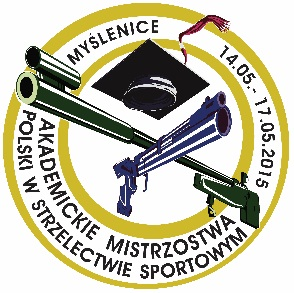 MYŚLENICE
14.05.- 17.05.2015
AKADEMICKIE MISTRZOSTWA
POLSKI W STRZELECTWIE SPORTOWYM